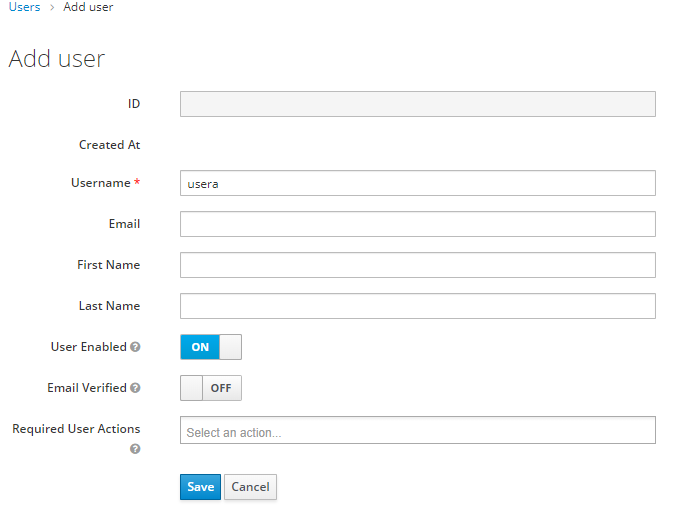 Users > Add user
Add user
ID
Created At
Username *
usera
Email
First Name
Last Name
User Enabled ?
ON
Email Verified ?
OFF
Required User Actions
?
Select an action...
Save Cancel